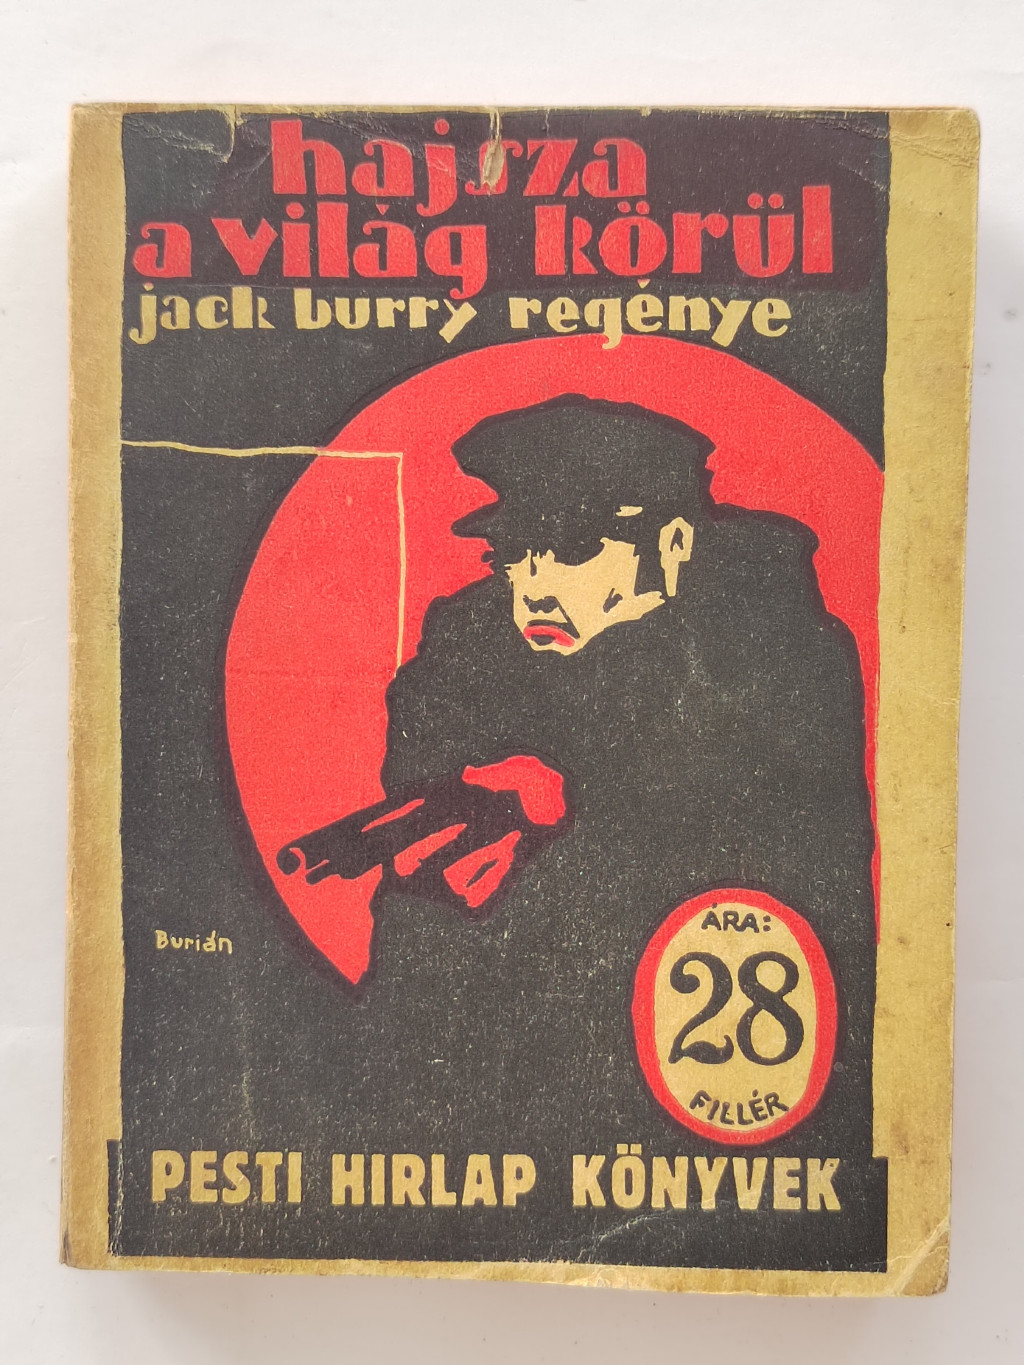 hajsza
a világ körül
jack burry regénye
Burián
ÁRA:
28
FILLÉR
PESTI HIRLAP KÖNYVEK